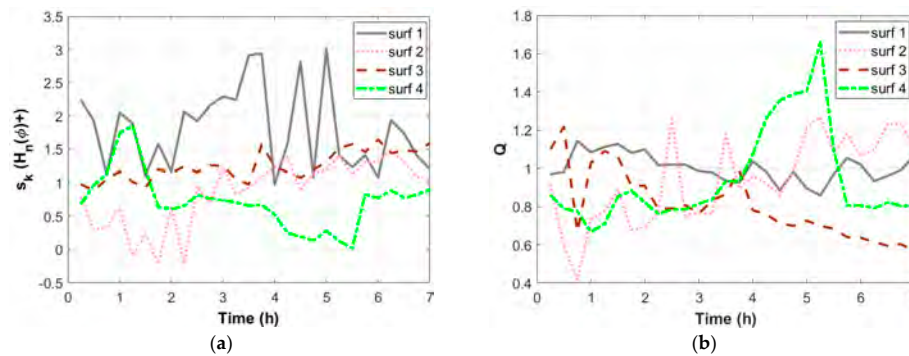 3.5
3
2.5
2
1.5
1
0.5
0
-0.5
s_k (H_n(ϕ)+)
0 1 2 3 4 5 6 7
Time (h)
surf 1
surf 2
surf 3
surf 4
(a)
1.8
1.6
1.4
1.2
1
0.8
0.6
0.4
Q
0 1 2 3 4 5 6
Time (h)
surf 1
surf 2
surf 3
surf 4
(b)